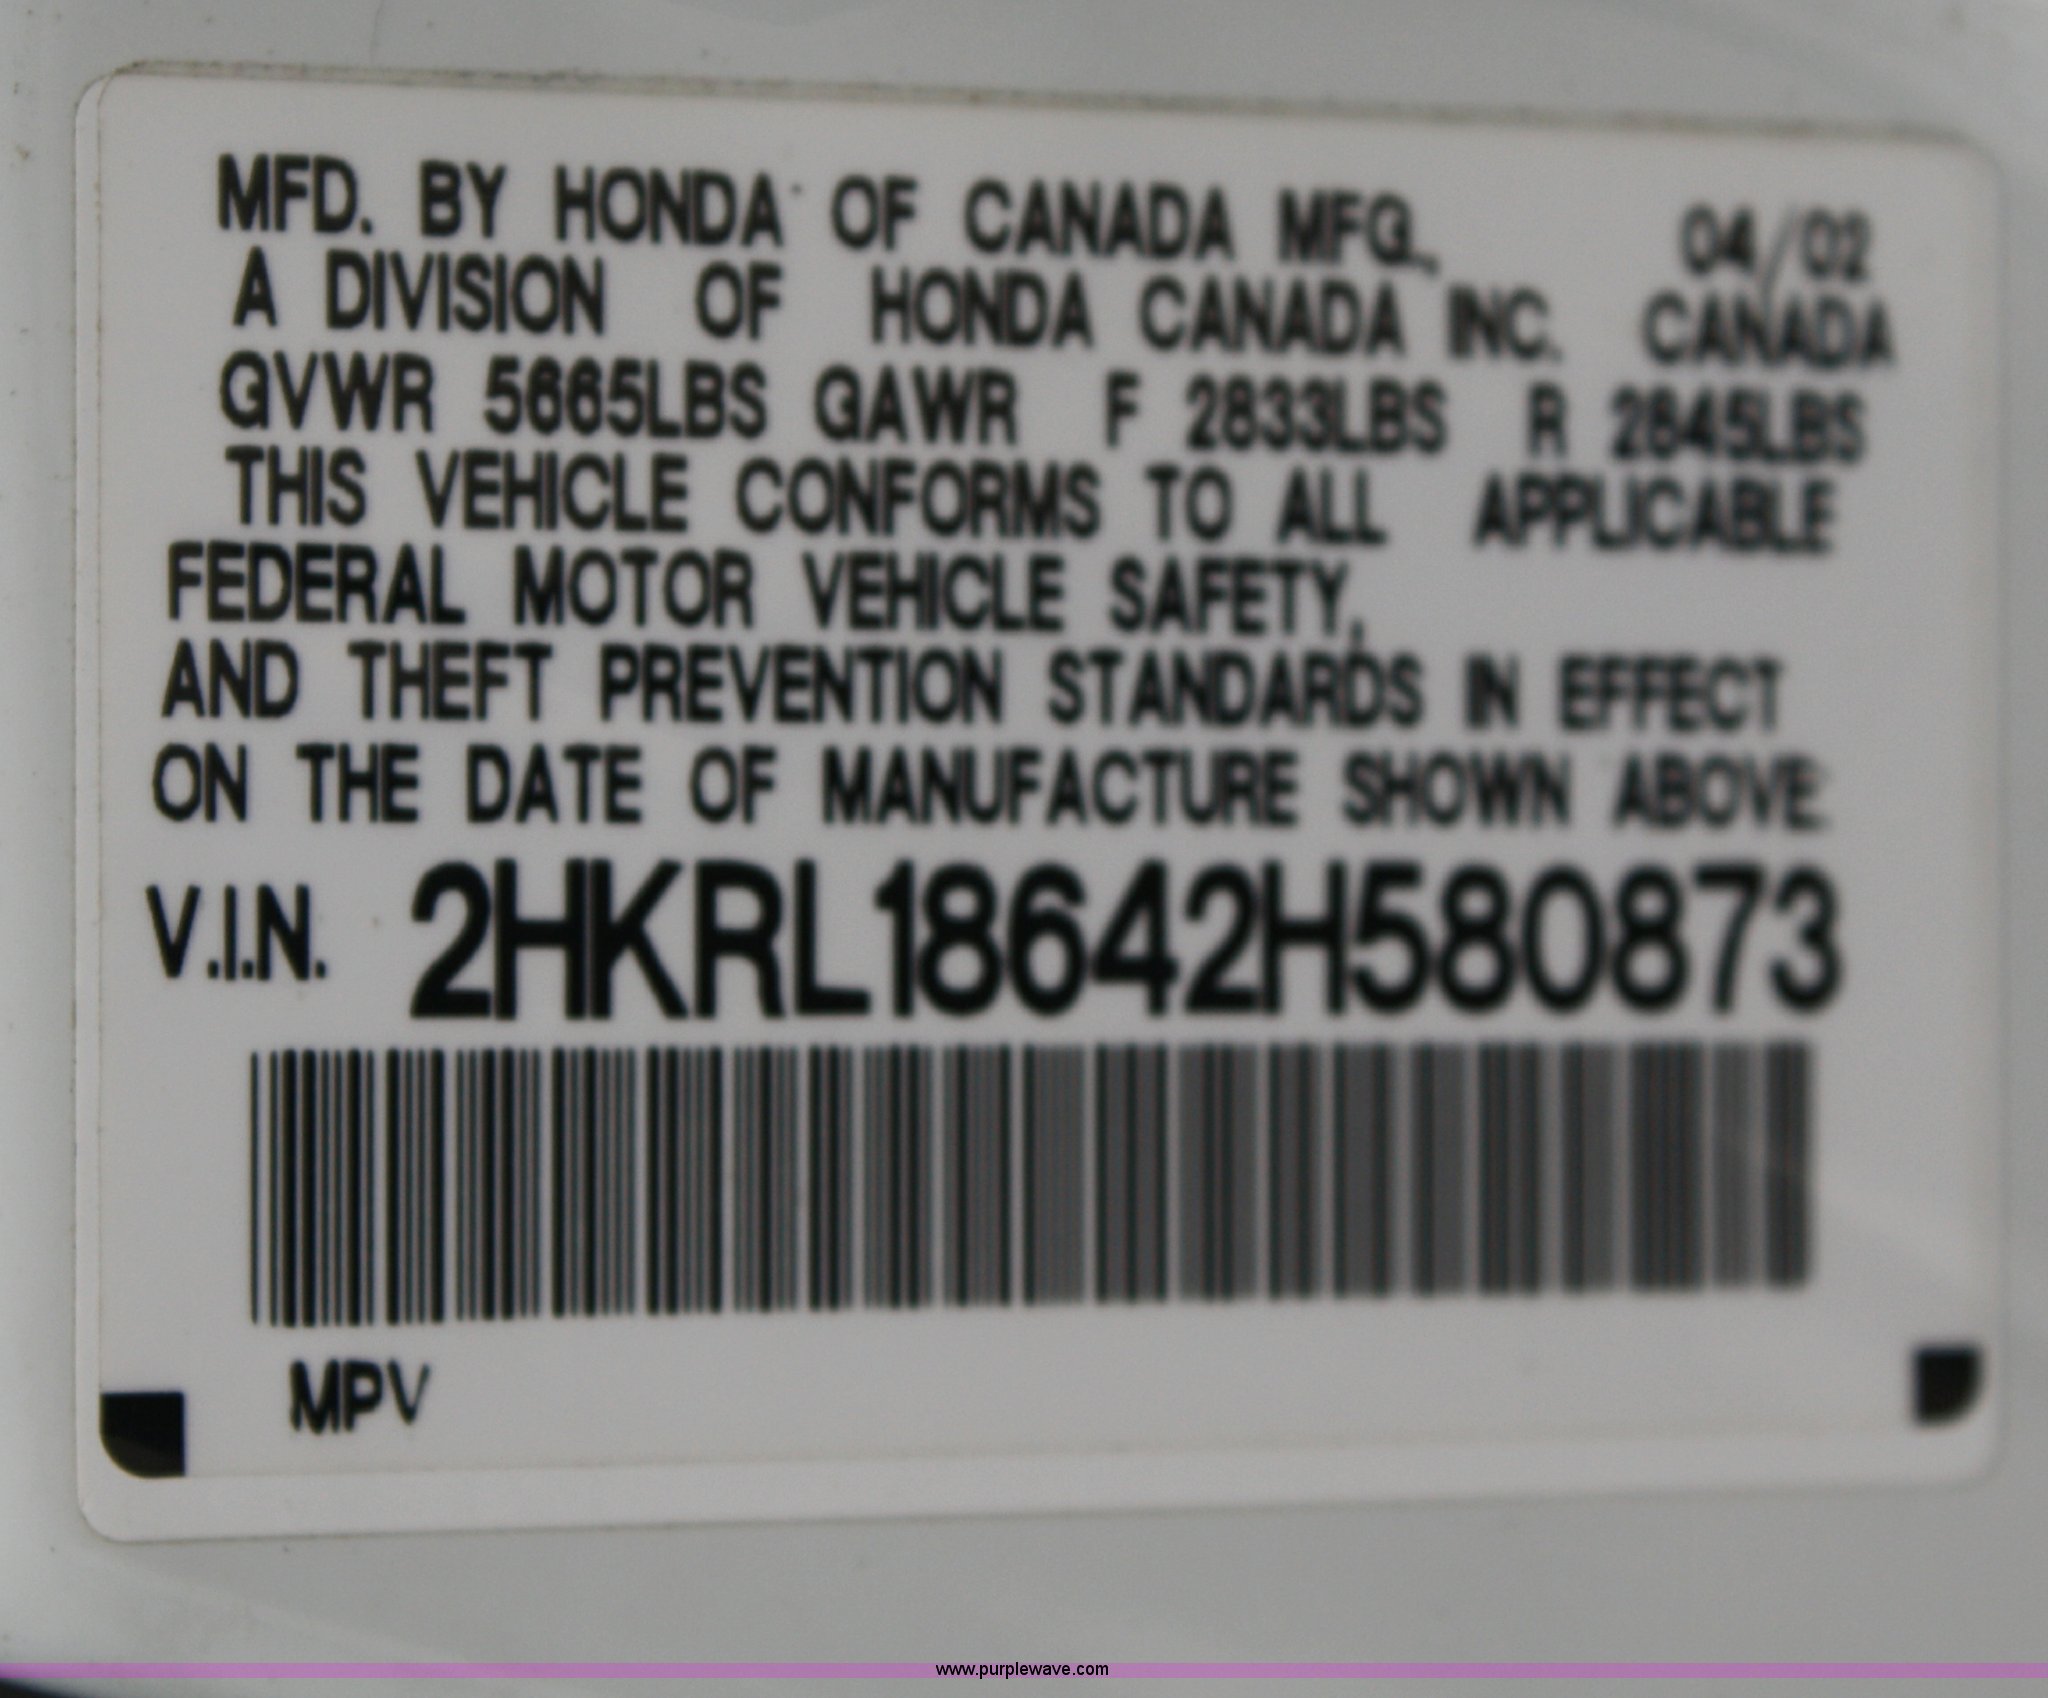 MFD. BY HONDA OF CANADA MFG., 04/02
A DIVISION OF HONDA CANADA INC. CANADA
GVWR 5665LBS GAWR F 2833LBS R 2845LBS
THIS VEHICLE CONFORMS TO ALL APPLICABLE
FEDERAL MOTOR VEHICLE SAFETY,
AND THEFT PREVENTION STANDARDS IN EFFECT
ON THE DATE OF MANUFACTURE SHOWN ABOVE.
V.I.N. 2HKRL18642H580873
MPV
www.purplewave.com